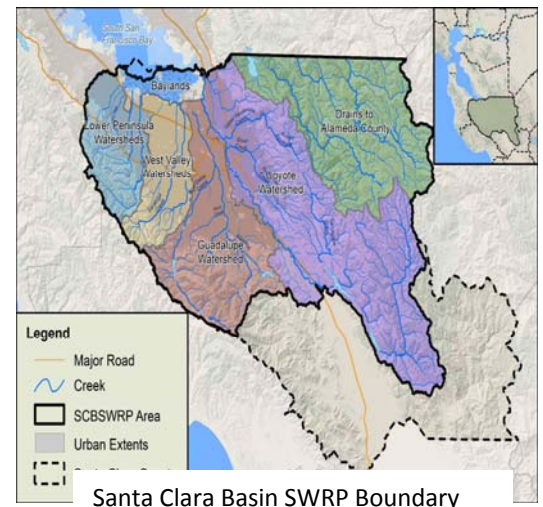 South San
Francisco Bay
Baylands
Lower Peninsula
Watersheds
West Valley
Watersheds
Drains to
Alameda County
Coyote
Watershed
Guadalupe
Watershed
Legend
Major Road
Creek
SCBSWRP Area
Urban Extents
Santa Clara Basin SWRP Boundary